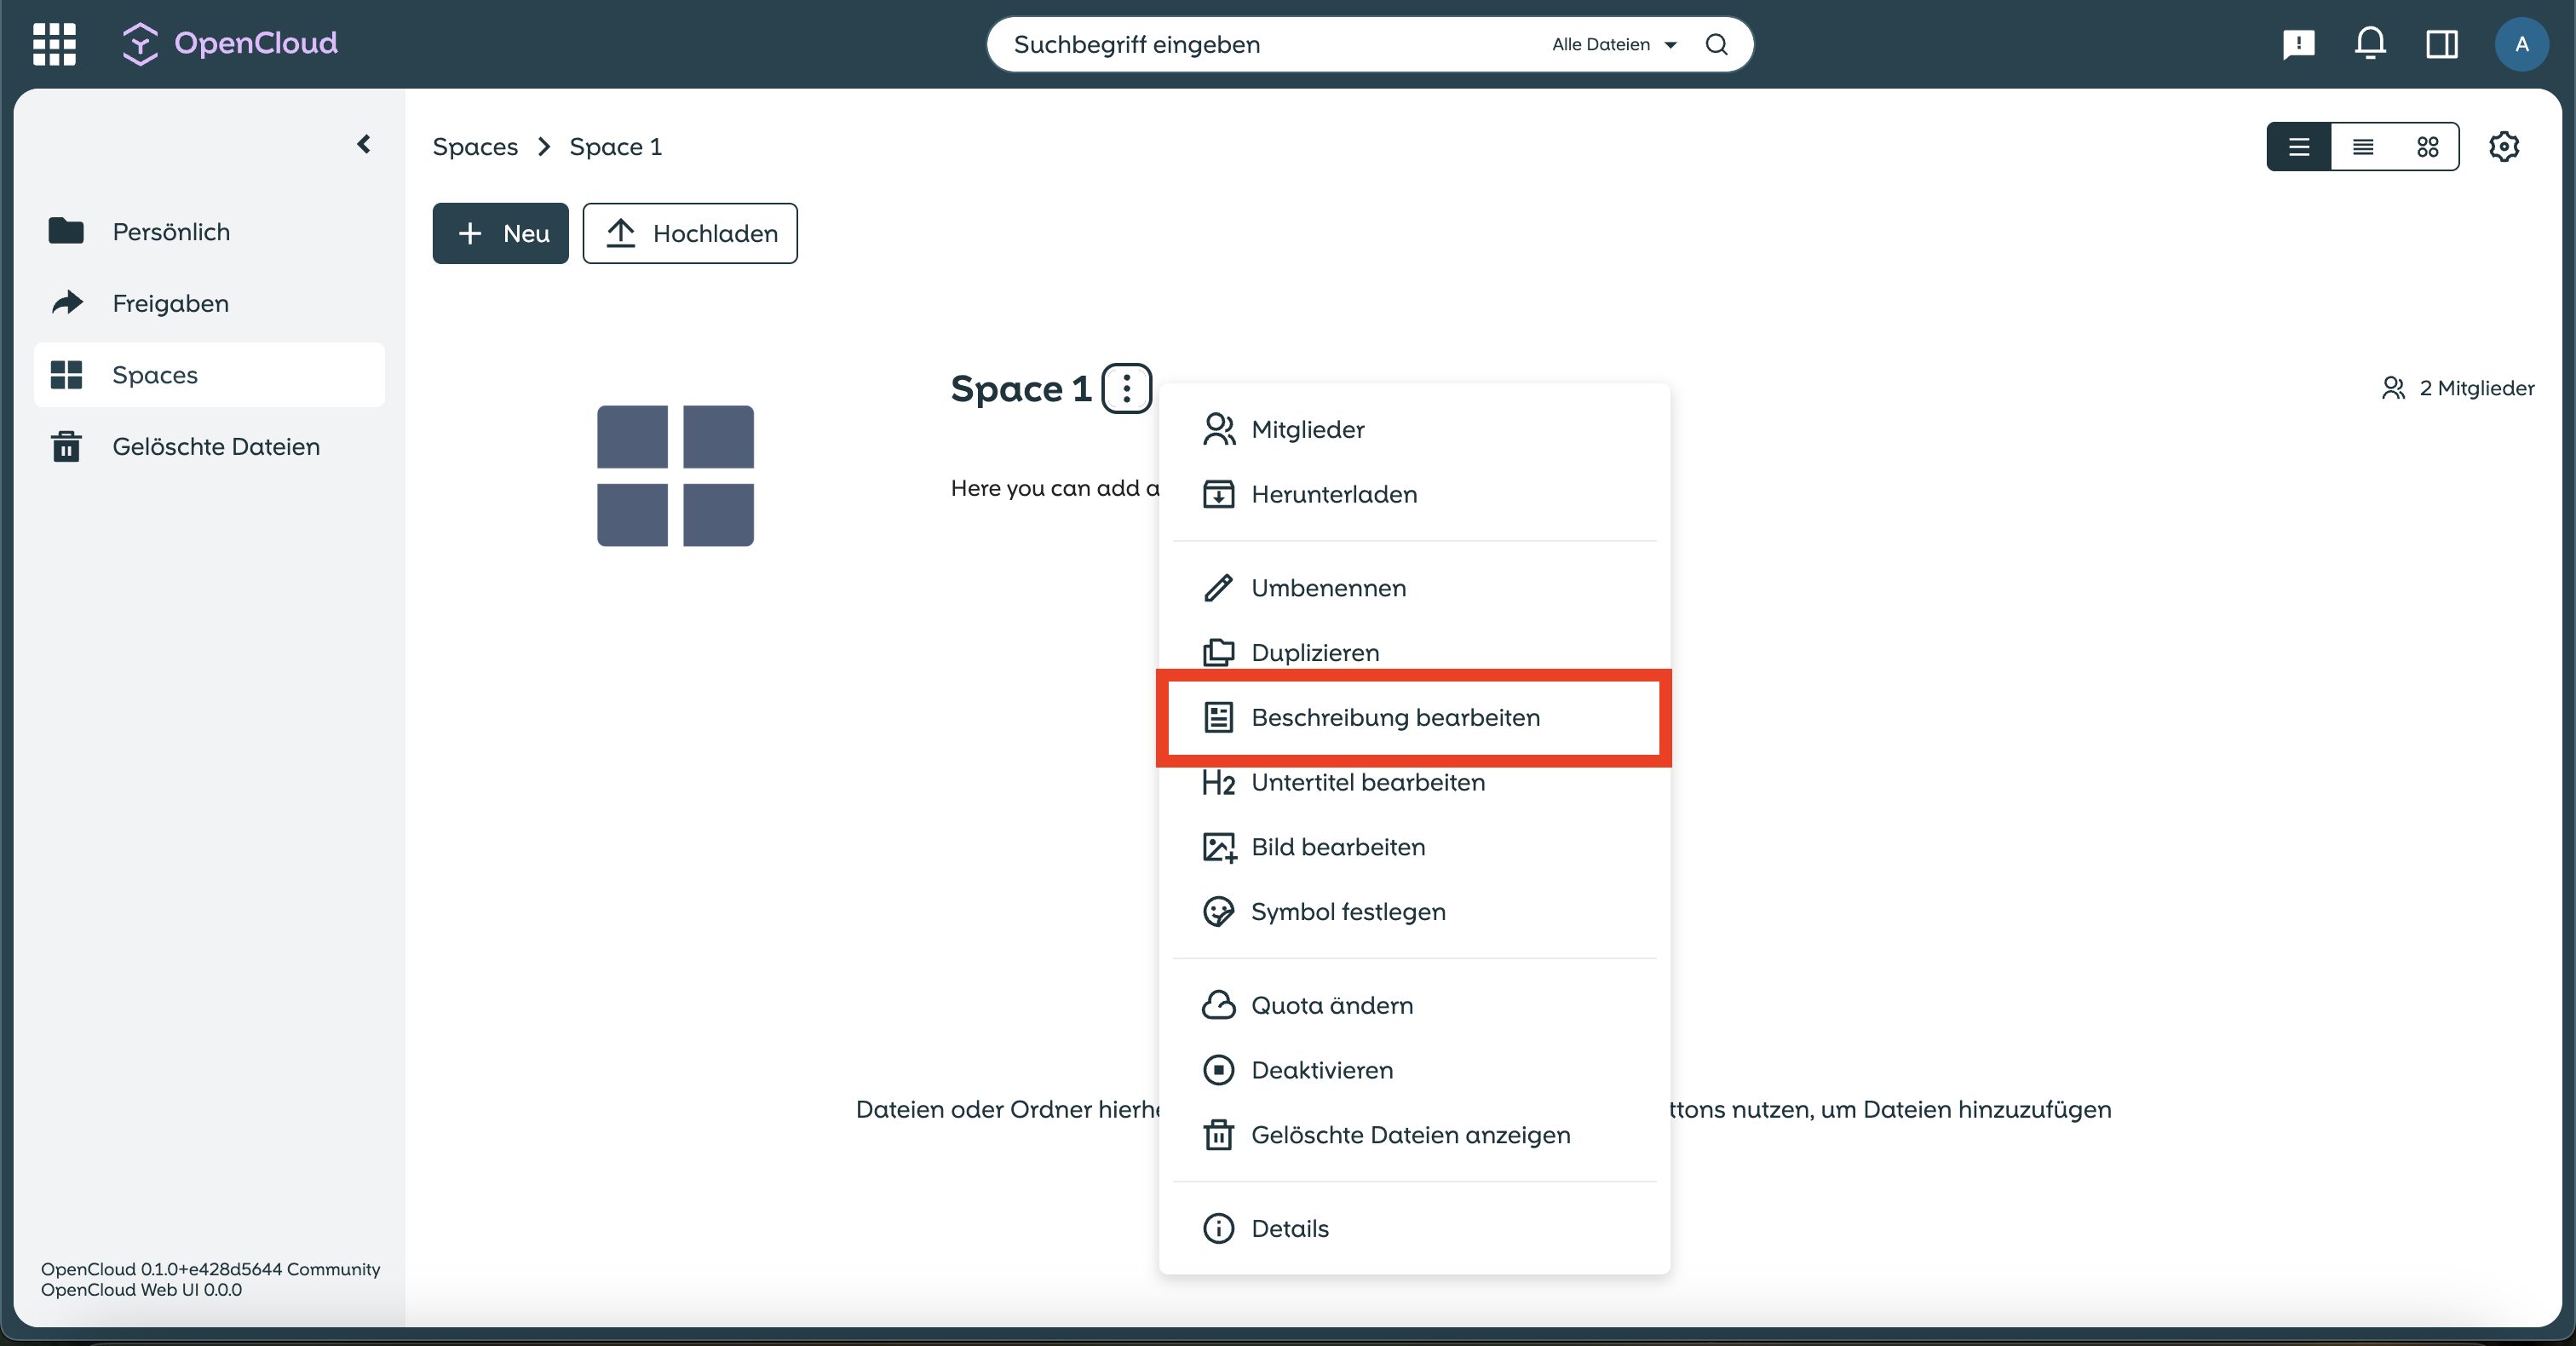 OpenCloud
Suchbegriff eingeben
Alle Dateien
A
Spaces
Space 1
Persönlich
Freigaben
Spaces
Gelöschte Dateien
Neu
Hochladen
Space 1
2 Mitglieder
Here you can add a
Mitglieder
Herunterladen
Umbenennen
Duplizieren
Beschreibung bearbeiten
H2 Untertitel bearbeiten
Bild bearbeiten
Symbol festlegen
Quota ändern
Deaktivieren
Gelöschte Dateien anzeigen
Details
Dateien oder Ordner hierhe
ttons nutzen, um Dateien hinzuzufügen
OpenCloud 0.1.0+e428d5644 Community
OpenCloud Web UI 0.0.0